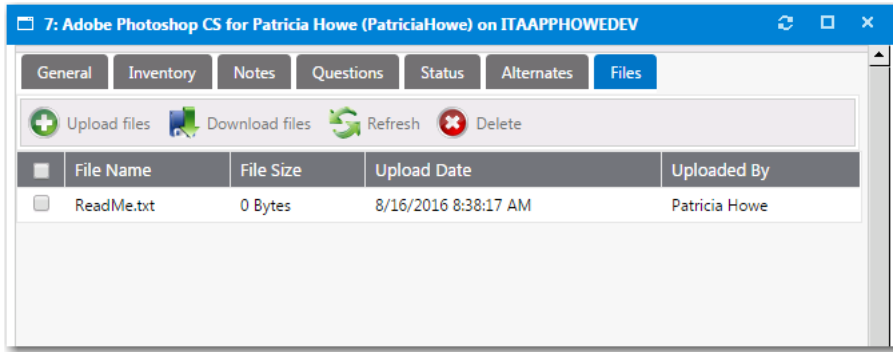 7: Adobe Photoshop CS for Patricia Howe (PatriciaHowe) on ITAAPPHOWEDEV
General Inventory Notes Questions Status Alternates Files
Upload files Download files Refresh Delete
File Name File Size Upload Date Uploaded By
ReadMe.txt 0 Bytes 8/16/2016 8:38:17 AM Patricia Howe